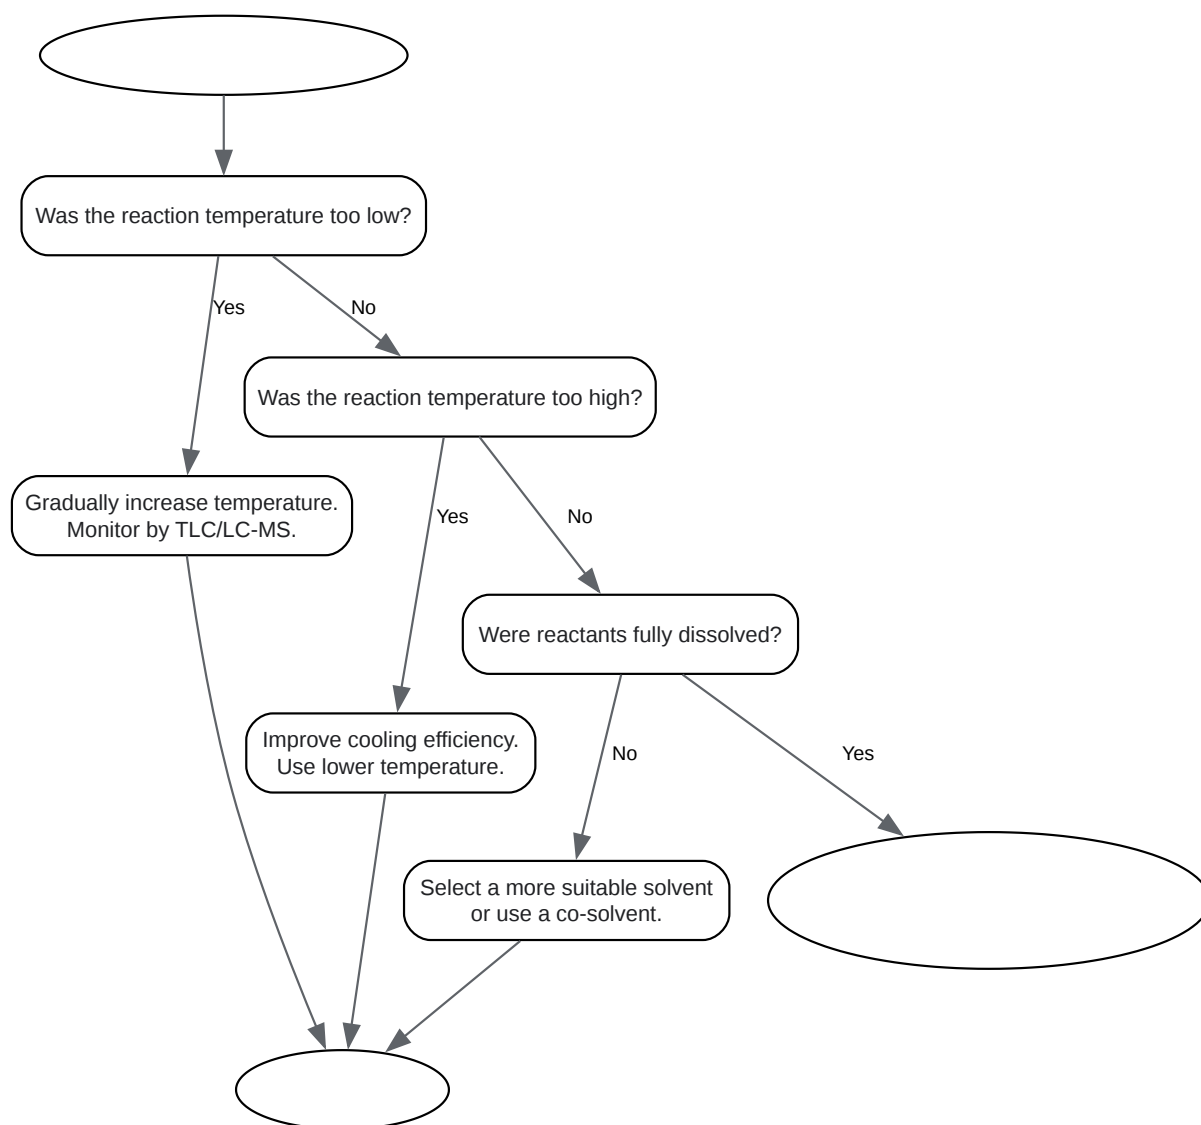 Was the reaction temperature too low?
Yes
No
Was the reaction temperature too high?
Gradually increase temperature.
Monitor by TLC/LC-MS.
Yes
No
Were reactants fully dissolved?
Improve cooling efficiency.
Use lower temperature.
No
Yes
Select a more suitable solvent
or use a co-solvent.